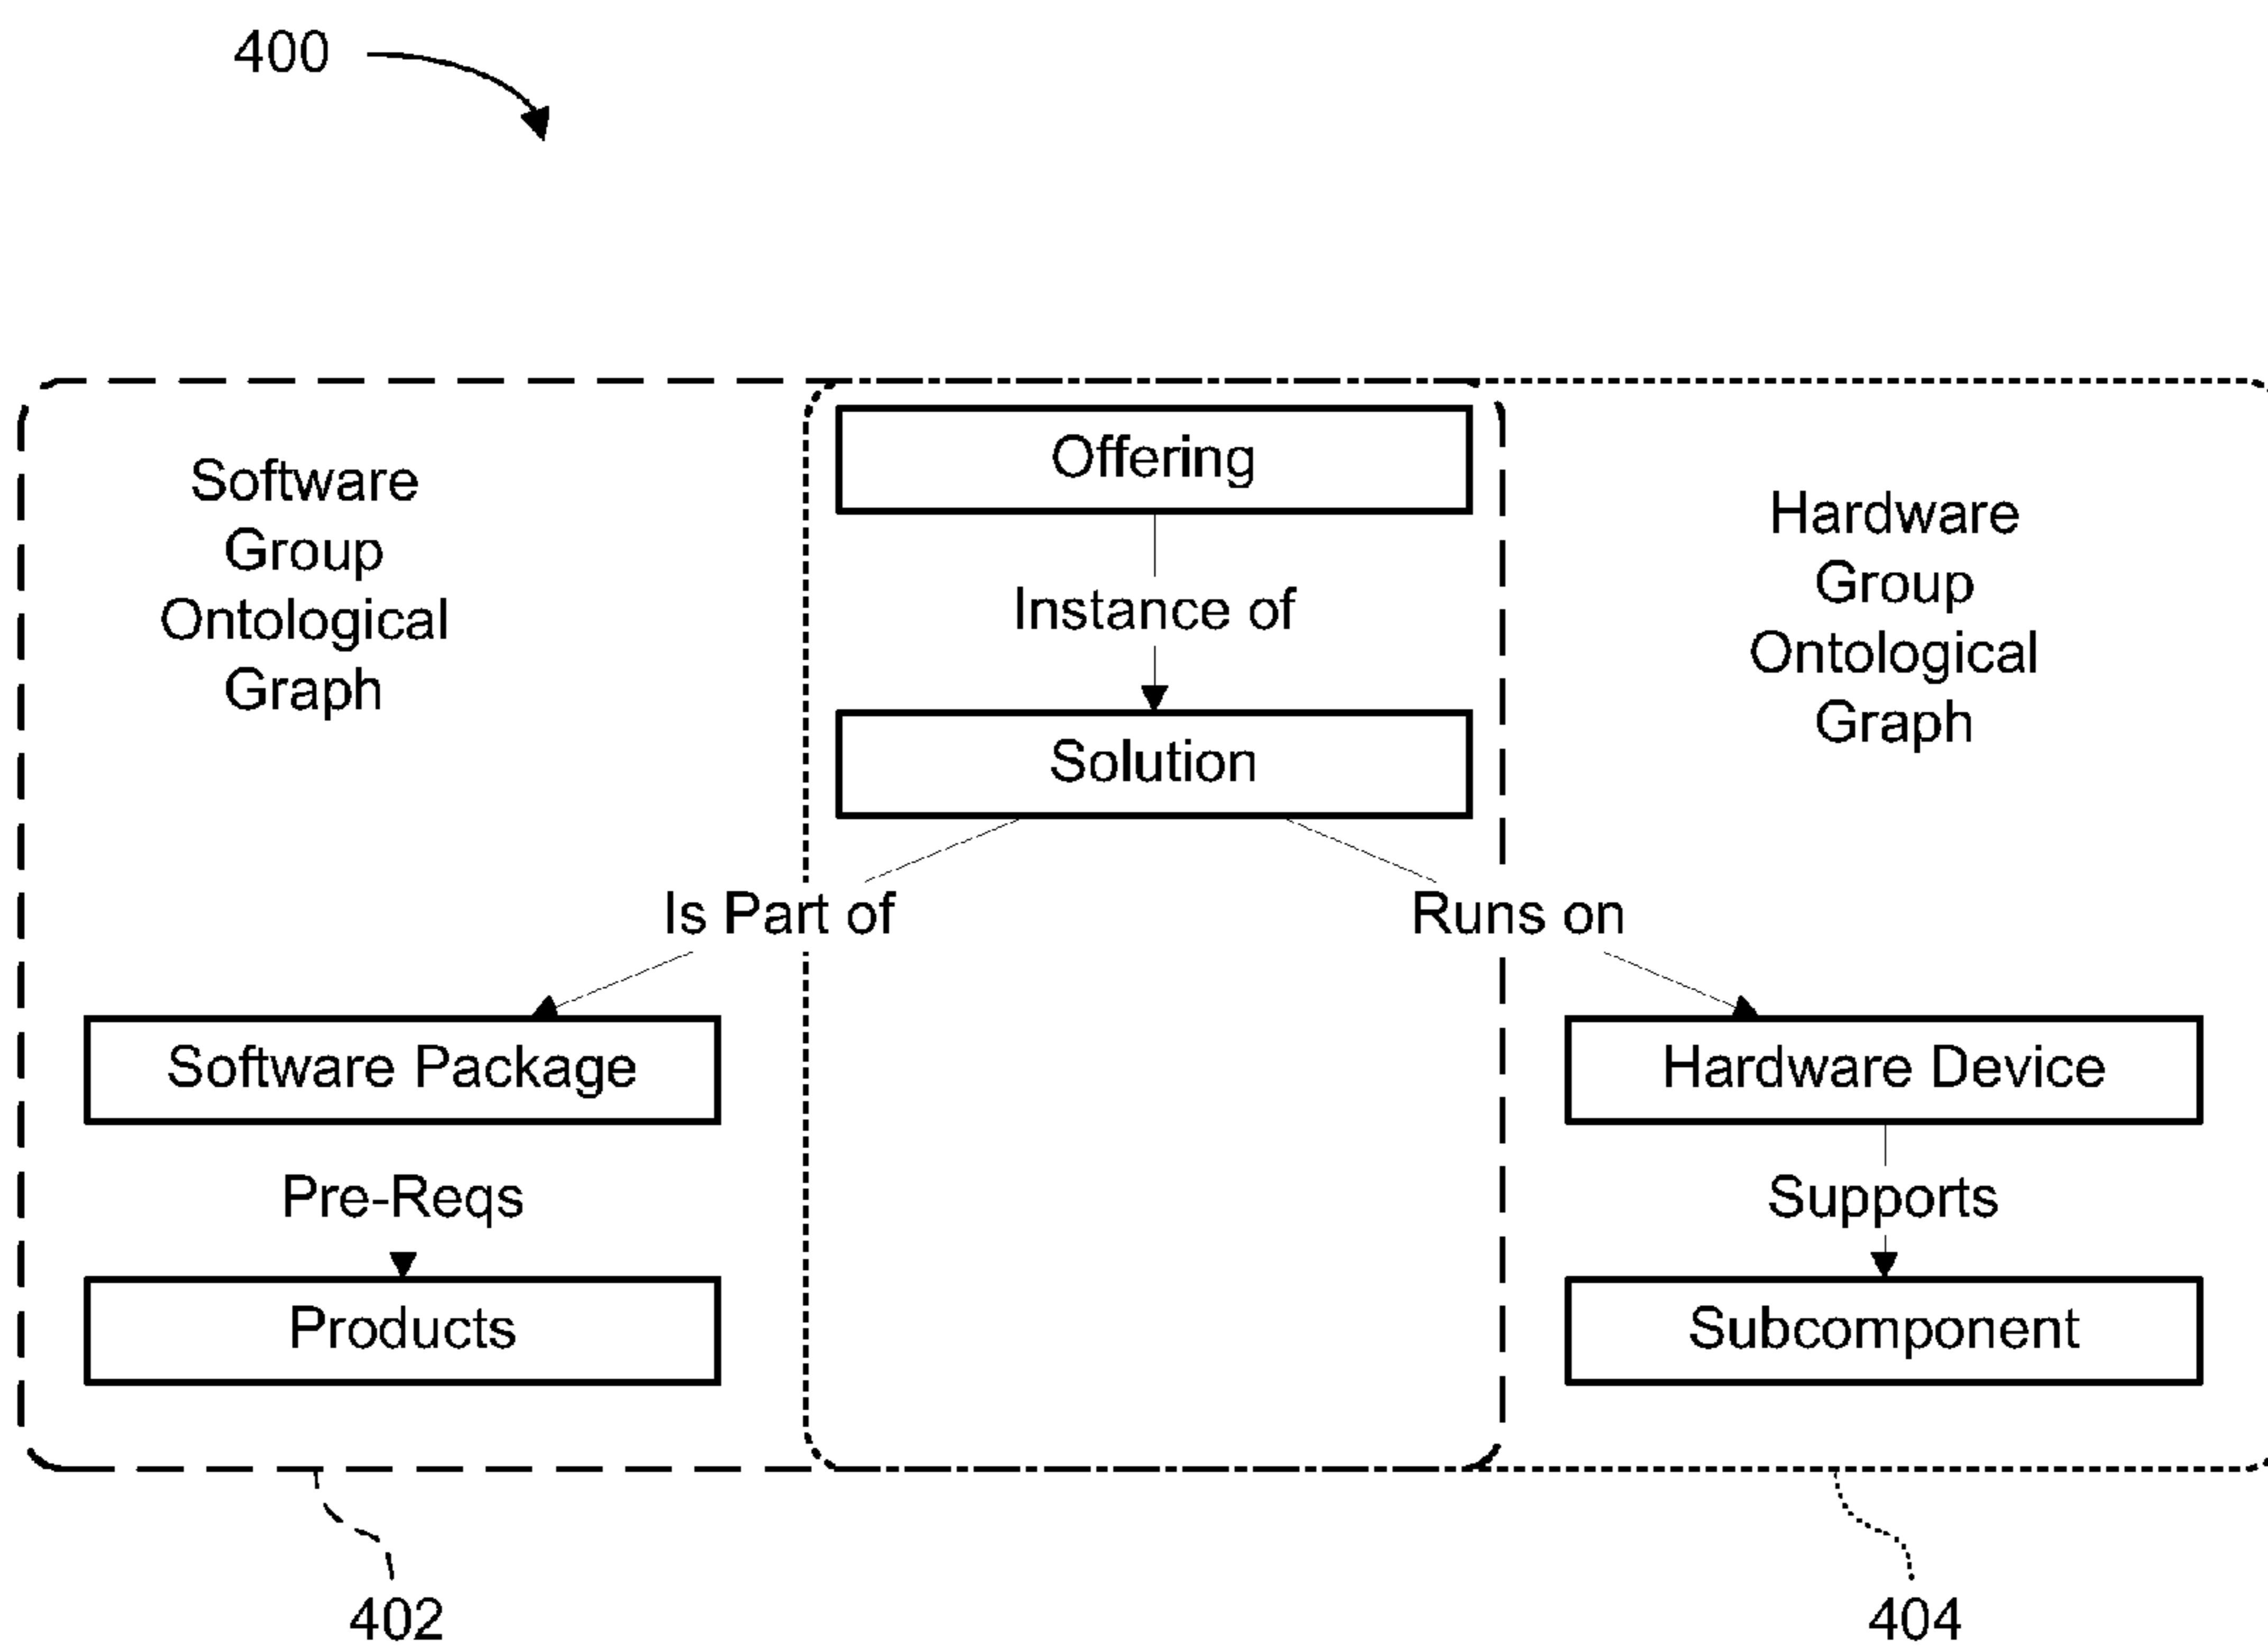 400
Software
Group
Ontological
Graph
Offering
Instance of
Solution
Hardware
Group
Ontological
Graph
Is Part of
Runs on
Software Package
Hardware Device
Pre-Reqs
Supports
Products
Subcomponent
402
404